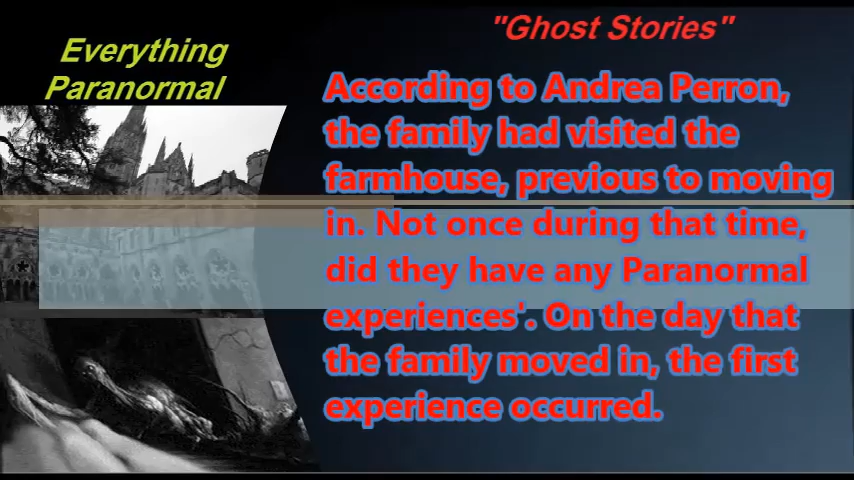 Everything
Paranormal
"Ghost Stories"
According to Andrea Perron,
the family had visited the
farmhouse, previous to moving
in. Not once during that time,
did they have any Paranormal
experiences'. On the day that
the family moved in, the first
experience occurred.